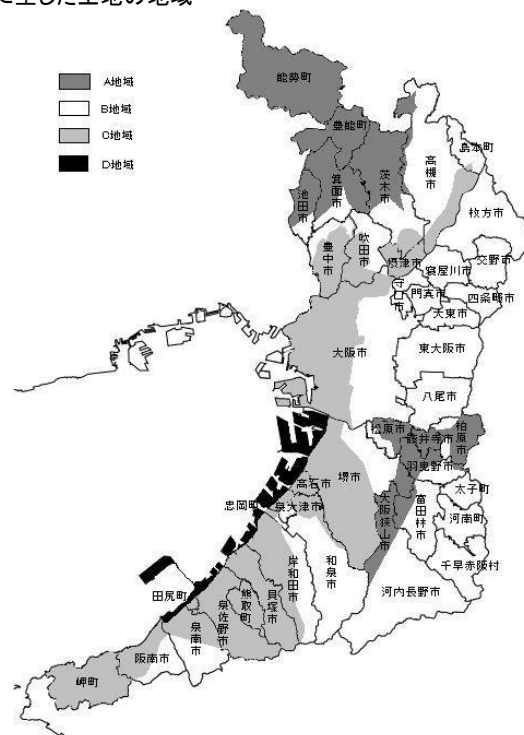 に立した土地の地域
A地域
B地域
C地域
D地域
能勢町
豊能町
島本町
高槻市
茨木市
箕面市
池田市
枚方市
吹田市
豊中市
摂津市
交野市
寝屋川市
守口市
門真市
四条畷市
大東市
大阪市
東大阪市
八尾市
松原市
藤井寺市
柏原市
羽曳野市
堺市
高石市
太子町
忠岡町
泉大津市
大阪狭山市
富田林市
河南町
千早赤阪村
岸和田市
和泉市
河内長野市
田尻町
貝塚市
熊取町
泉佐野市
泉南市
阪南市
岬町